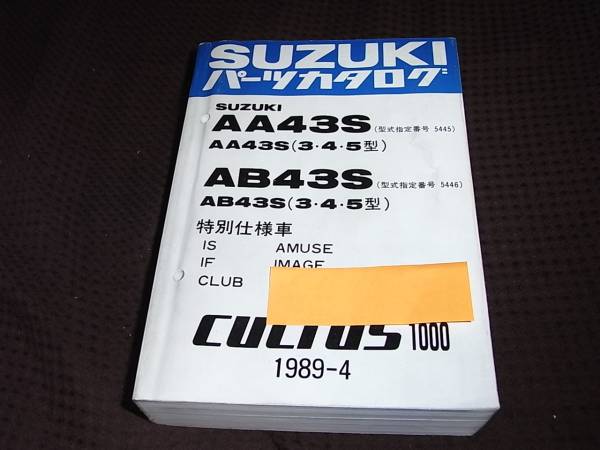 SUZUKI
パーツカタログ
SUZUKI
AA43S (型式指定番号 5445)
AA43S(3・4・5型)
AB43S (型式指定番号 5446)
AB43S(3・4・5型)
特別仕様車
IS AMUSE
IF IMAGE
CLUB
CULTUS 1000
1989-4